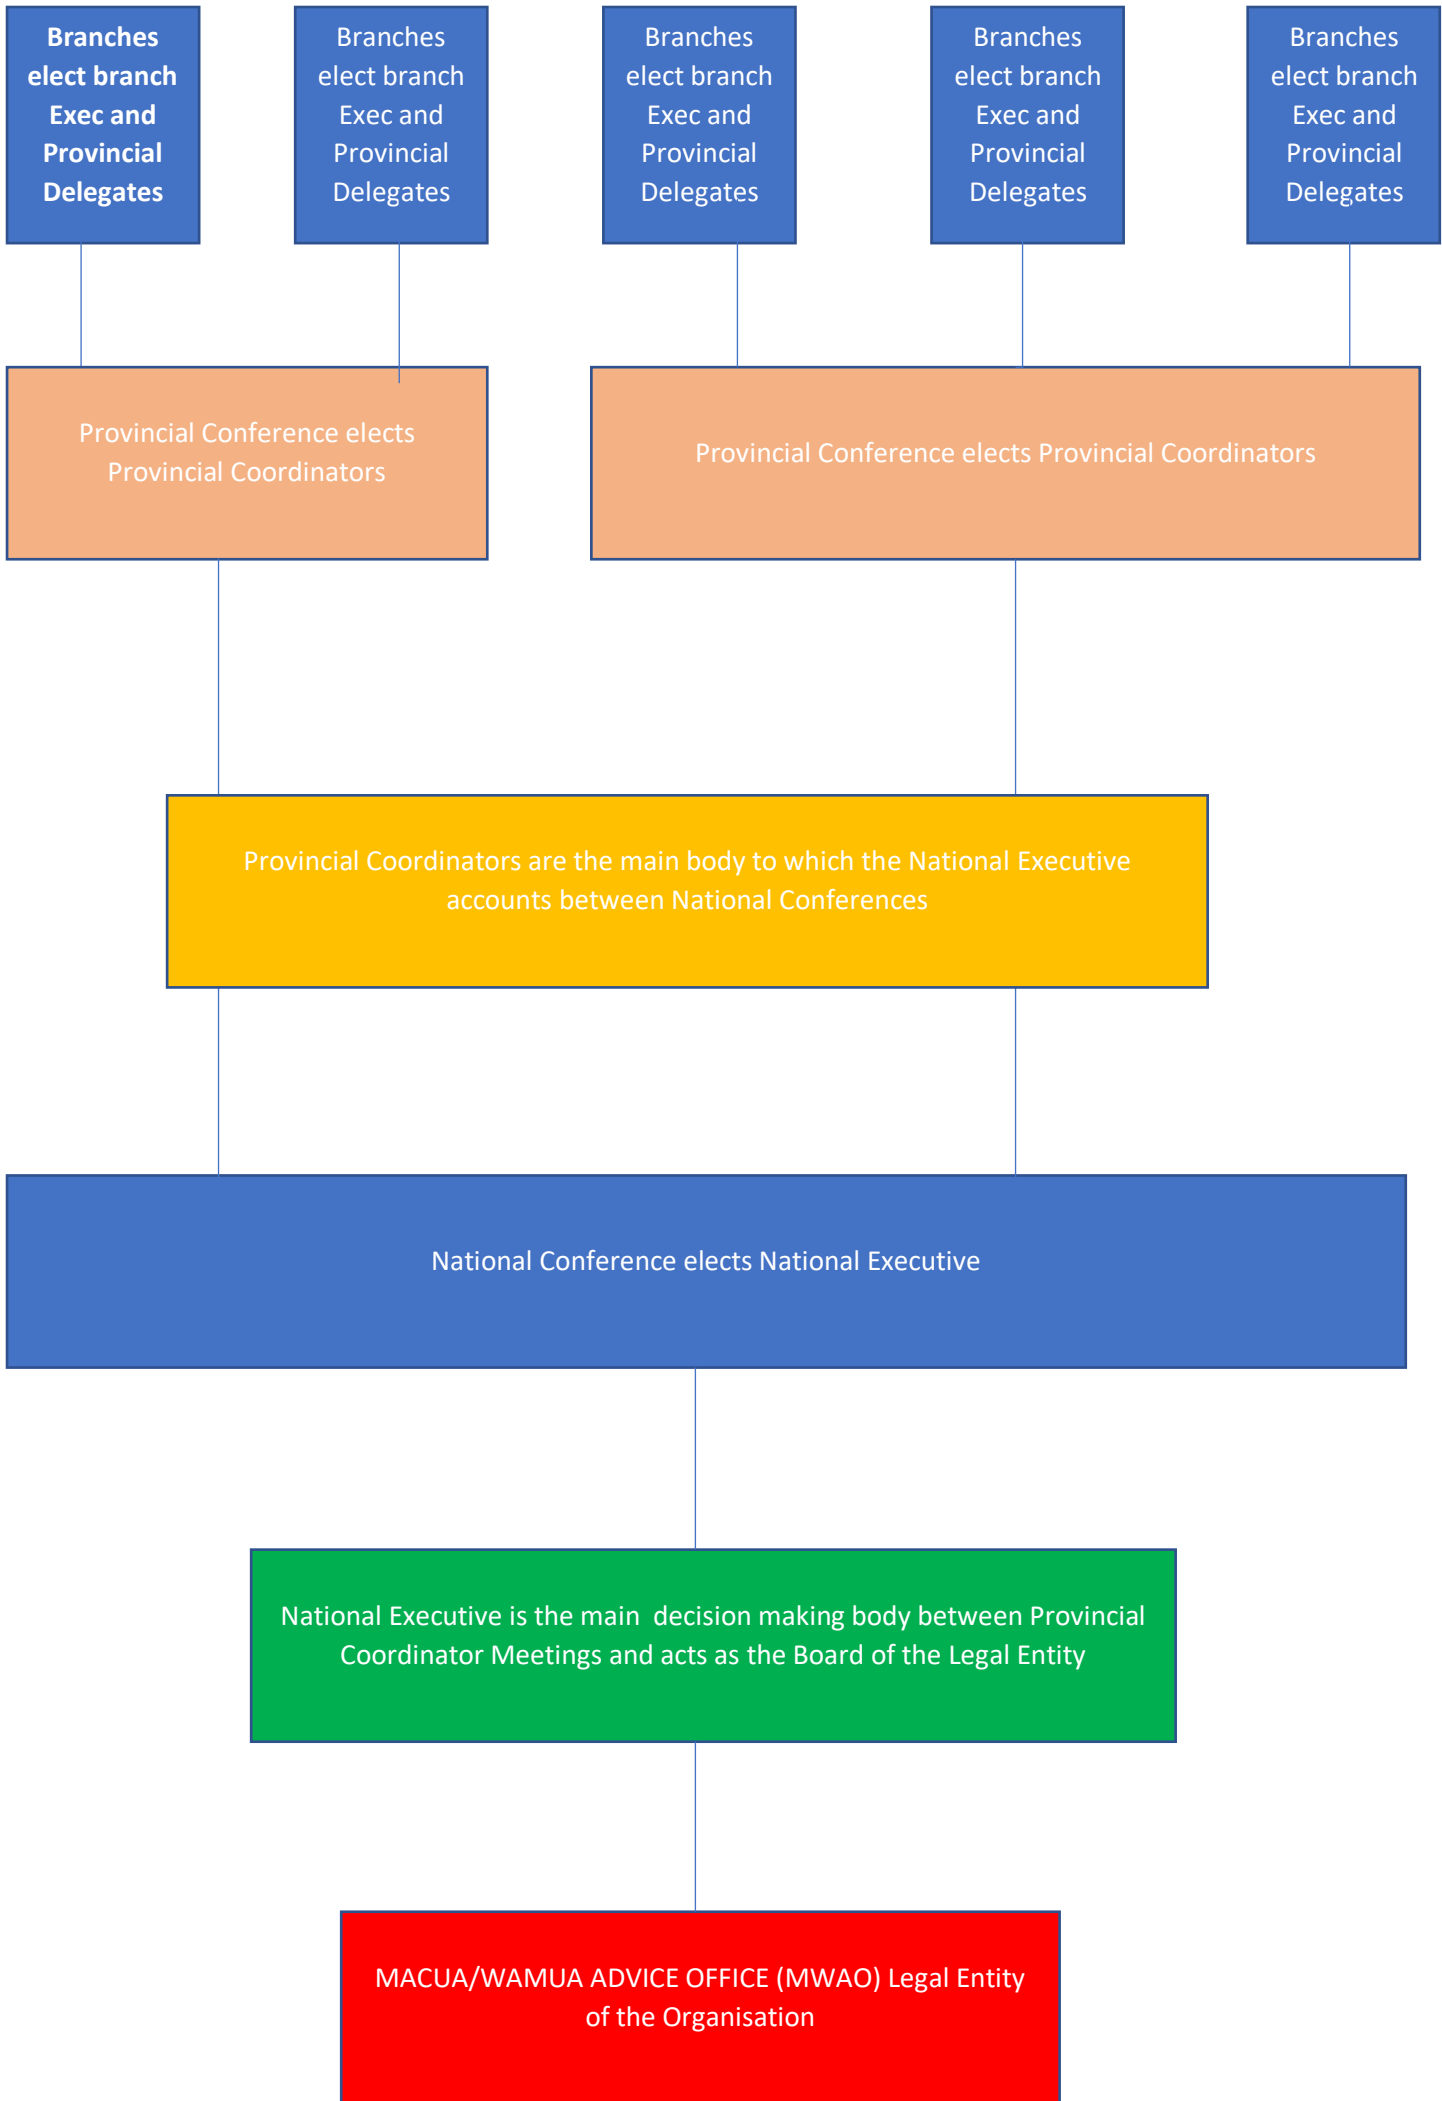 Branches
elect branch
Exec and
Provincial
Delegates
Branches
elect branch
Exec and
Provincial
Delegates
Branches
elect branch
Exec and
Provincial
Delegates
Branches
elect branch
Exec and
Provincial
Delegates
Branches
elect branch
Exec and
Provincial
Delegates
Provincial Conference elects
Provincial Coordinators
Provincial Conference elects Provincial Coordinators
Provincial Coordinators are the main body to which the National Executive
accounts between National Conferences
National Conference elects National Executive
National Executive is the main  decision making body between Provincial
Coordinator Meetings and acts as the Board of the Legal Entity
MACUA/WAMUA ADVICE OFFICE (MWAO) Legal Entity
of the Organisation